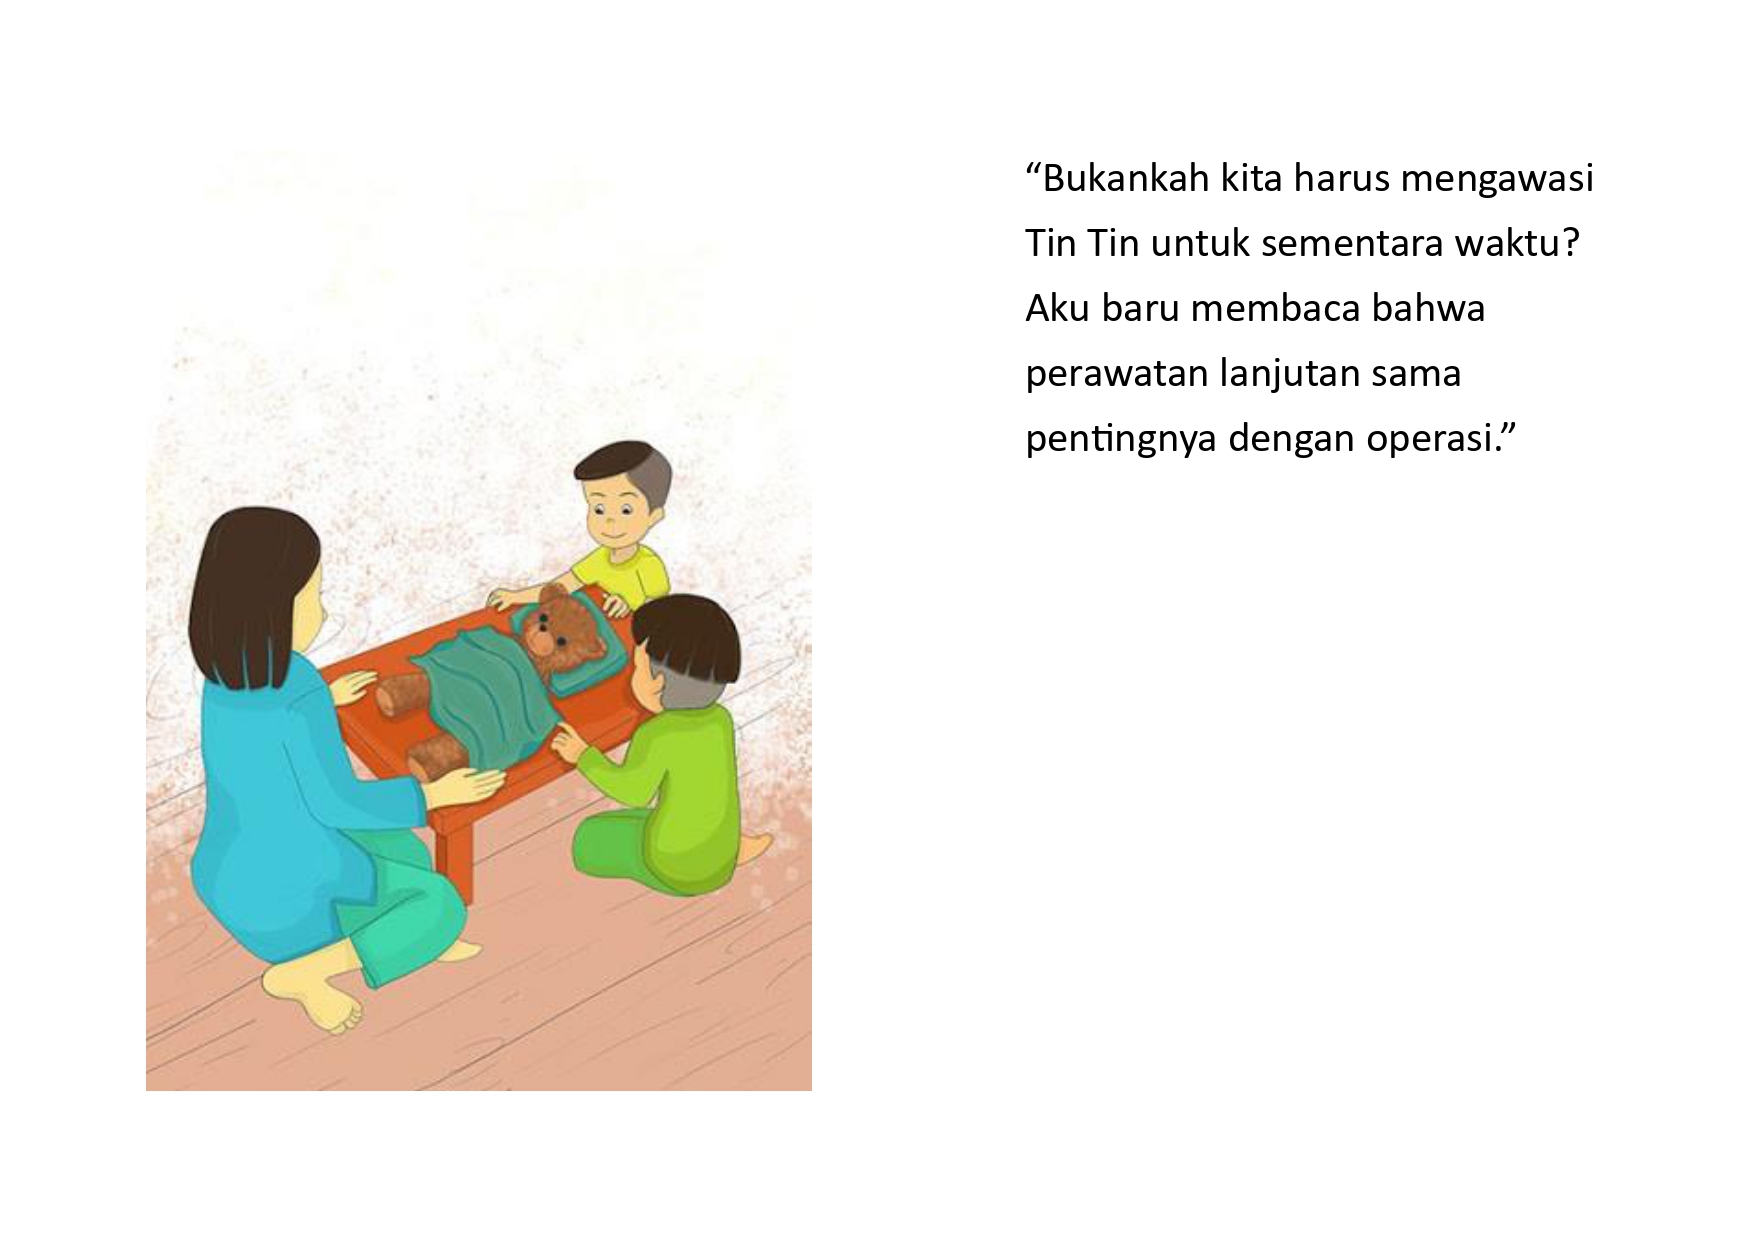 “Bukankah kita harus mengawasi
Tin Tin untuk sementara waktu?
Aku baru membaca bahwa
perawatan lanjutan sama
pentingnya dengan operasi.”